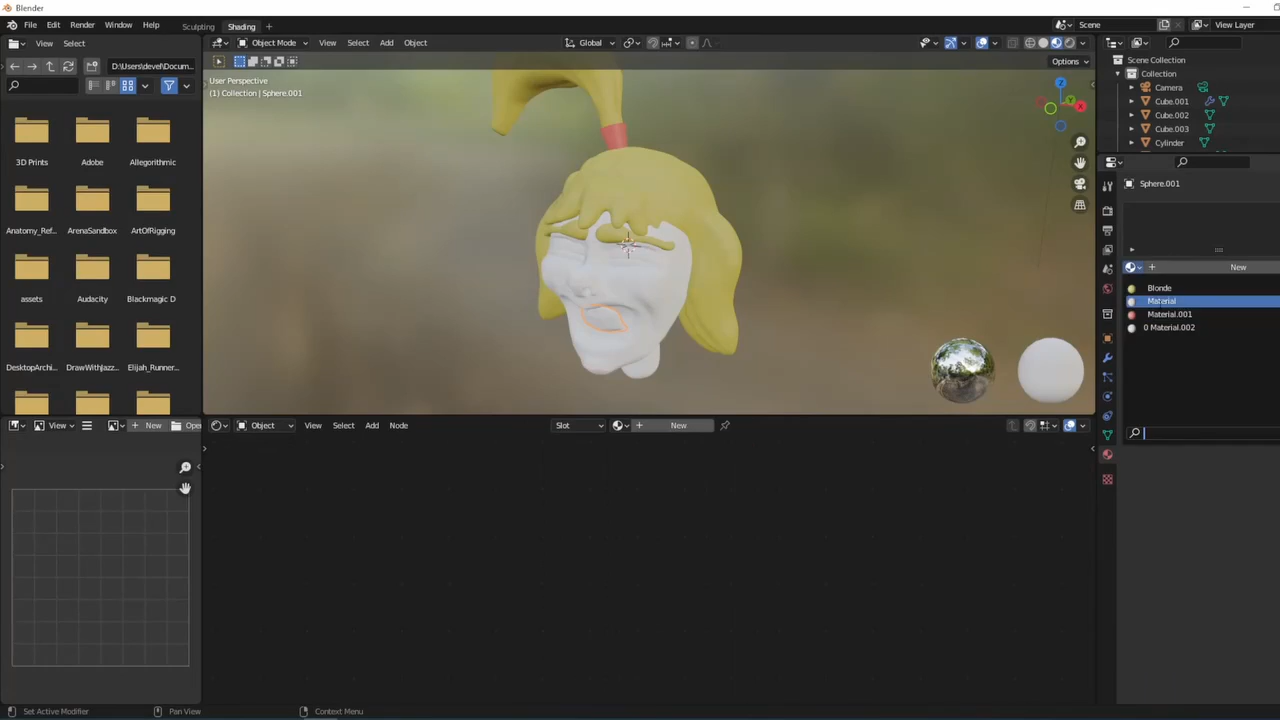 Blender
File Edit Render Window Help Sculpting Shading + Scene View Layer
View Select Object Mode View Select Add Object Global
D:\Users\devel\Docum... Options
User Perspective
(1) Collection | Sphere.001
3D Prints Adobe Allegorithmic
Anatomy_Ref... ArenaSandbox ArtOfRigging
assets Audacity Blackmagic D
DesktopArchi... DrawWithJazz... Elijah_Runner...
Z Y X
Scene Collection
Collection
Camera
Cube.001
Cube.002
Cube.003
Cylinder
Sphere.001
+ New
Blonde
Material
Material.001
0 Material.002
View + New Ope Object View Select Add Node Slot + New
Set Active Modifier Pan View Context Menu